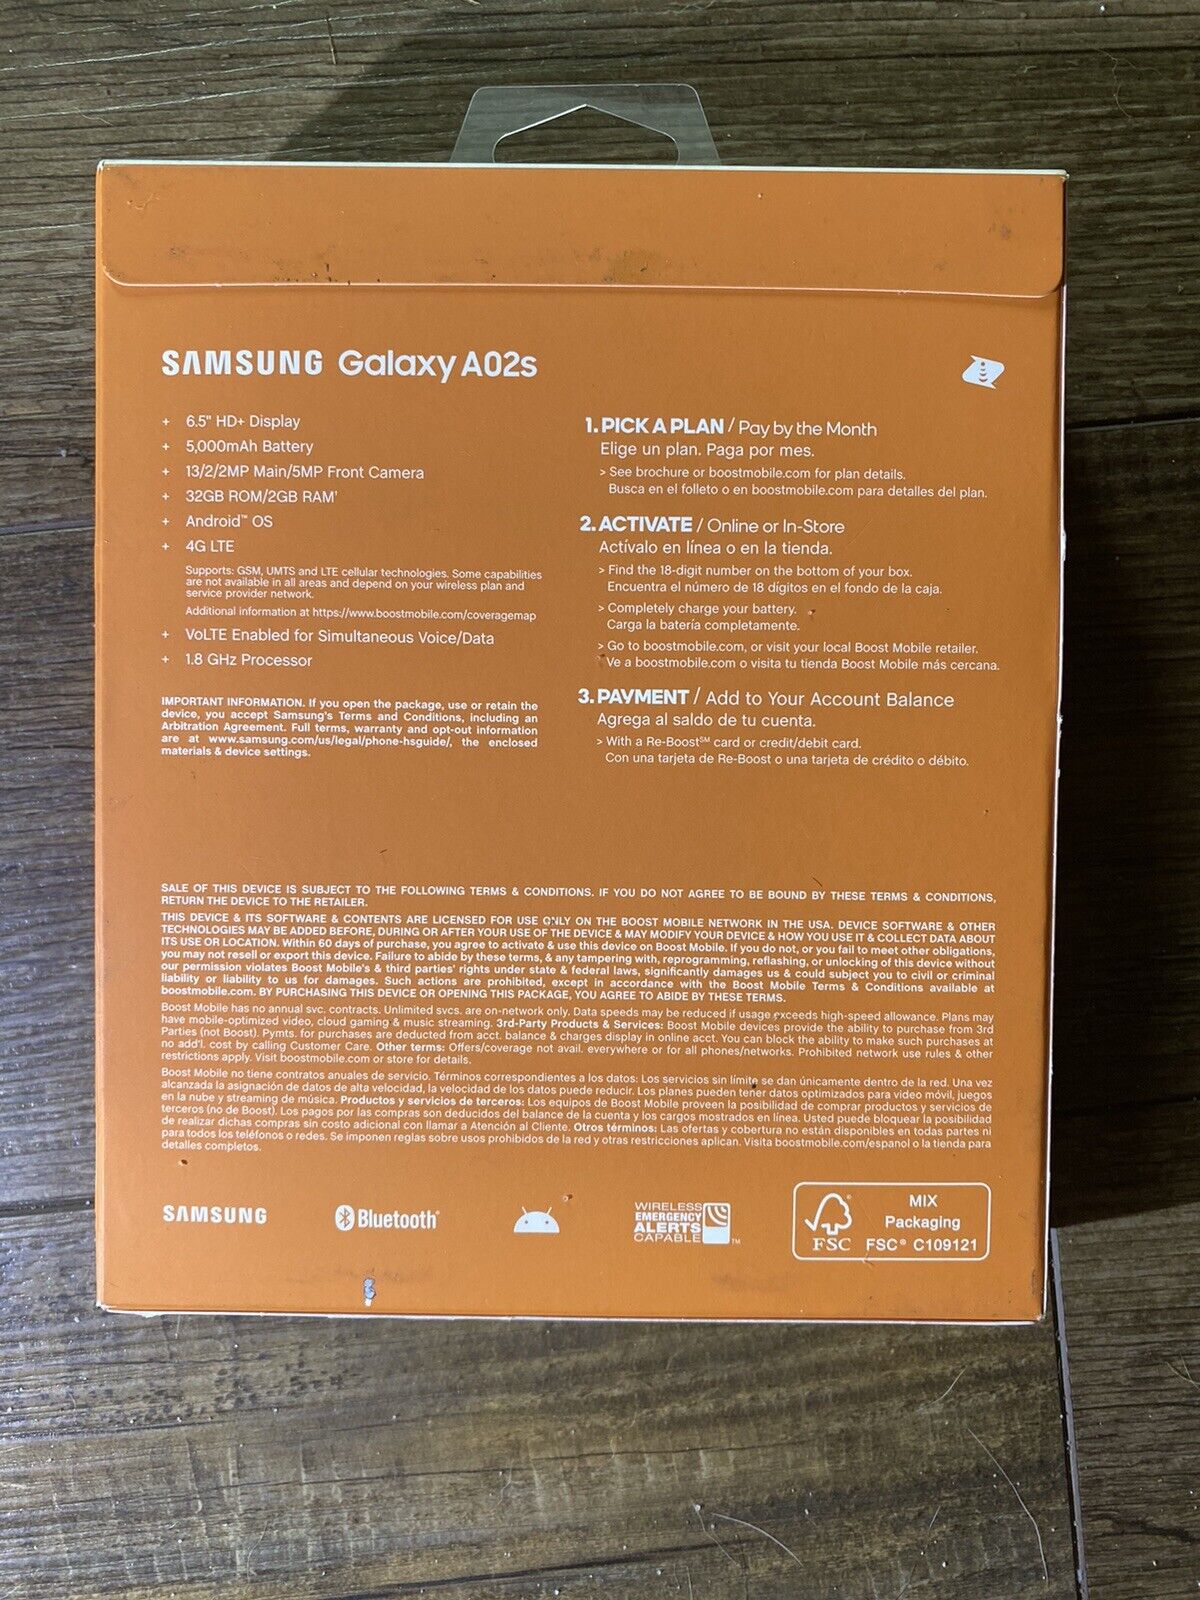 SAMSUNG Galaxy A02s
+ 6.5" HD+ Display
+ 5,000mAh Battery
+ 13/2/2MP Main/5MP Front Camera
+ 32GB ROM/2GB RAM¹
+ Android™ OS
+ 4G LTE
Supports: GSM, UMTS and LTE cellular technologies. Some capabilities
are not available in all areas and depend on your wireless plan and
service provider network.
Additional information at https://www.boostmobile.com/coveragemap
+ VoLTE Enabled for Simultaneous Voice/Data
+ 1.8 GHz Processor
IMPORTANT INFORMATION. If you open the package, use or retain the
device, you accept Samsung's Terms and Conditions, including an
Arbitration Agreement. Full terms, warranty and opt-out information
are at www.samsung.com/us/legal/phone-hsguide/, the enclosed
materials & device settings.
1. PICK A PLAN / Pay by the Month
Elige un plan. Paga por mes.
> See brochure or boostmobile.com for plan details.
Busca en el folleto o en boostmobile.com para detalles del plan.
2. ACTIVATE / Online or In-Store
Actívalo en línea o en la tienda.
> Find the 18-digit number on the bottom of your box.
Encuentra el número de 18 dígitos en el fondo de la caja.
> Completely charge your battery.
Carga la batería completamente.
> Go to boostmobile.com, or visit your local Boost Mobile retailer.
Ve a boostmobile.com o visita tu tienda Boost Mobile más cercana.
3. PAYMENT / Add to Your Account Balance
Agrega al saldo de tu cuenta.
> With a Re-Boost℠ card or credit/debit card.
Con una tarjeta de Re-Boost o una tarjeta de crédito o débito.
SALE OF THIS DEVICE IS SUBJECT TO THE FOLLOWING TERMS & CONDITIONS. IF YOU DO NOT AGREE TO BE BOUND BY THESE TERMS & CONDITIONS,
RETURN THE DEVICE TO THE RETAILER.
THIS DEVICE & ITS SOFTWARE & CONTENTS ARE LICENSED FOR USE ONLY ON THE BOOST MOBILE NETWORK IN THE USA. DEVICE SOFTWARE & OTHER
TECHNOLOGIES MAY BE ADDED BEFORE, DURING OR AFTER YOUR USE OF THE DEVICE & MAY MODIFY YOUR DEVICE & HOW YOU USE IT & COLLECT DATA ABOUT
ITS USE OR LOCATION. Within 60 days of purchase, you agree to activate & use this device on Boost Mobile. If you do not, or you fail to meet other obligations,
you may not resell or export this device. Failure to abide by these terms, & any tampering with, reprogramming, reflashing, or unlocking of this device without
our permission violates Boost Mobile's & third parties' rights under state & federal laws, significantly damages us & could subject you to civil or criminal
liability or liability to us for damages. Such actions are prohibited, except in accordance with the Boost Mobile Terms & Conditions available at
boostmobile.com. BY PURCHASING THIS DEVICE OR OPENING THIS PACKAGE, YOU AGREE TO ABIDE BY THESE TERMS.
Boost Mobile has no annual svc. contracts. Unlimited svcs. are on-network only. Data speeds may be reduced if usage exceeds high-speed allowance. Plans may
have mobile-optimized video, cloud gaming & music streaming. 3rd-Party Products & Services: Boost Mobile devices provide the ability to purchase from 3rd
Parties (not Boost). Pymts. for purchases are deducted from acct. balance & charges display in online acct. You can block the ability to make such purchases at
no add'l. cost by calling Customer Care. Other terms: Offers/coverage not avail. everywhere or for all phones/networks. Prohibited network use rules & other
restrictions apply. Visit boostmobile.com or store for details.
Boost Mobile no tiene contratos anuales de servicio. Términos correspondientes a los datos: Los servicios sin límite se dan únicamente dentro de la red. Una vez
alcanzada la asignación de datos de alta velocidad, la velocidad de los datos puede reducir. Los planes pueden tener datos optimizados para video móvil, juegos
en la nube y streaming de música. Productos y servicios de terceros: Los equipos de Boost Mobile proveen la posibilidad de comprar productos y servicios de
terceros (no de Boost). Los pagos por las compras son deducidos del balance de la cuenta y los cargos mostrados en línea. Usted puede bloquear la posibilidad
de realizar dichas compras sin costo adicional con llamar a Atención al Cliente. Otros términos: Las ofertas y cobertura no están disponibles en todas partes ni
para todos los teléfonos o redes. Se imponen reglas sobre usos prohibidos de la red y otras restricciones aplican. Visita boostmobile.com/espanol o la tienda para
detalles completos.
SAMSUNG
Bluetooth®
WIRELESS
EMERGENCY
ALERTS
CAPABLE ™
FSC®
MIX
Packaging
FSC® C109121